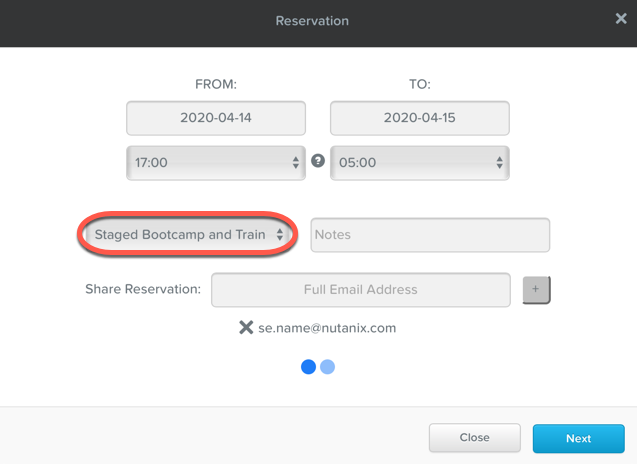 Reservation
FROM: TO:
2020-04-14 2020-04-15
17:00 ? 05:00
Staged Bootcamp and Train Notes
Share Reservation: Full Email Address +
se.name@nutanix.com
Close Next